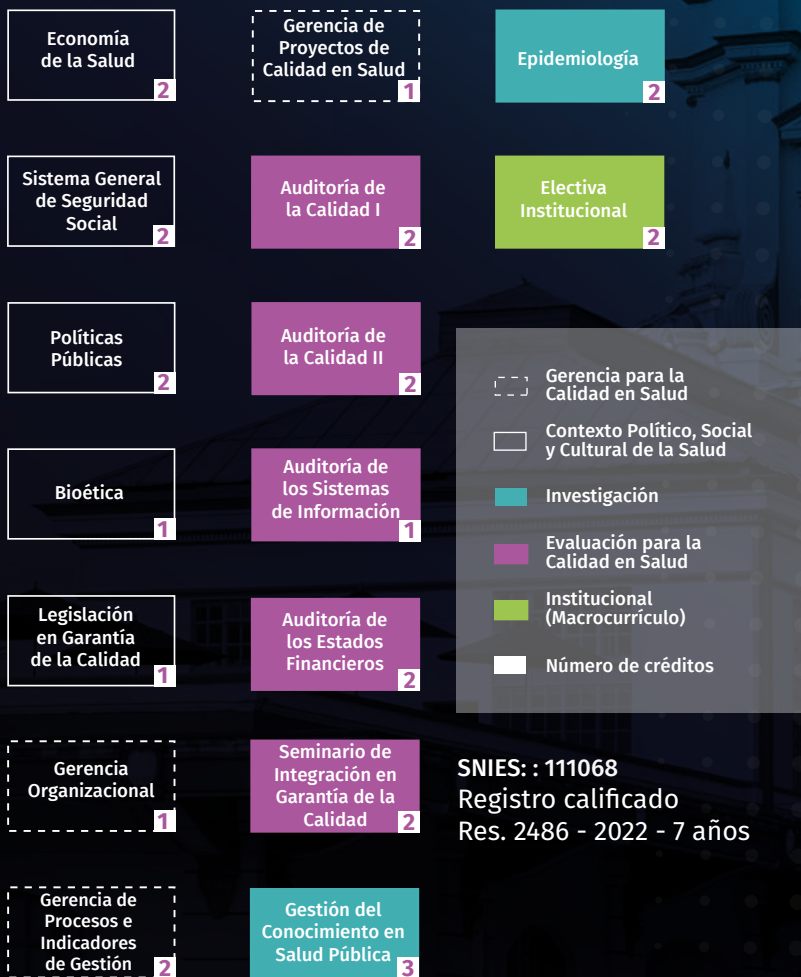 Economía
de la Salud
2
Sistema General
de Seguridad
Social
2
Políticas
Públicas
2
Bioética
1
Legislación
en Garantía
de la Calidad
1
Gerencia
Organizacional
1
Gerencia de
Procesos e
Indicadores
de Gestión
2
Gerencia de
Proyectos de
Calidad en Salud
1
Auditoría de
la Calidad I
2
Auditoría de
la Calidad II
2
Auditoría de
los Sistemas
de Información
1
Auditoría de
los Estados
Financieros
2
Seminario de
Integración en
Garantía de la
Calidad
2
Gestión del
Conocimiento en
Salud Pública
3
Epidemiología
2
Electiva
Institucional
2
Gerencia para la
Calidad en Salud
Contexto Político, Social
y Cultural de la Salud
Investigación
Evaluación para la
Calidad en Salud
Institucional
(Macrocurrículo)
Número de créditos
SNIES: : 111068
Registro calificado
Res. 2486 - 2022 - 7 años